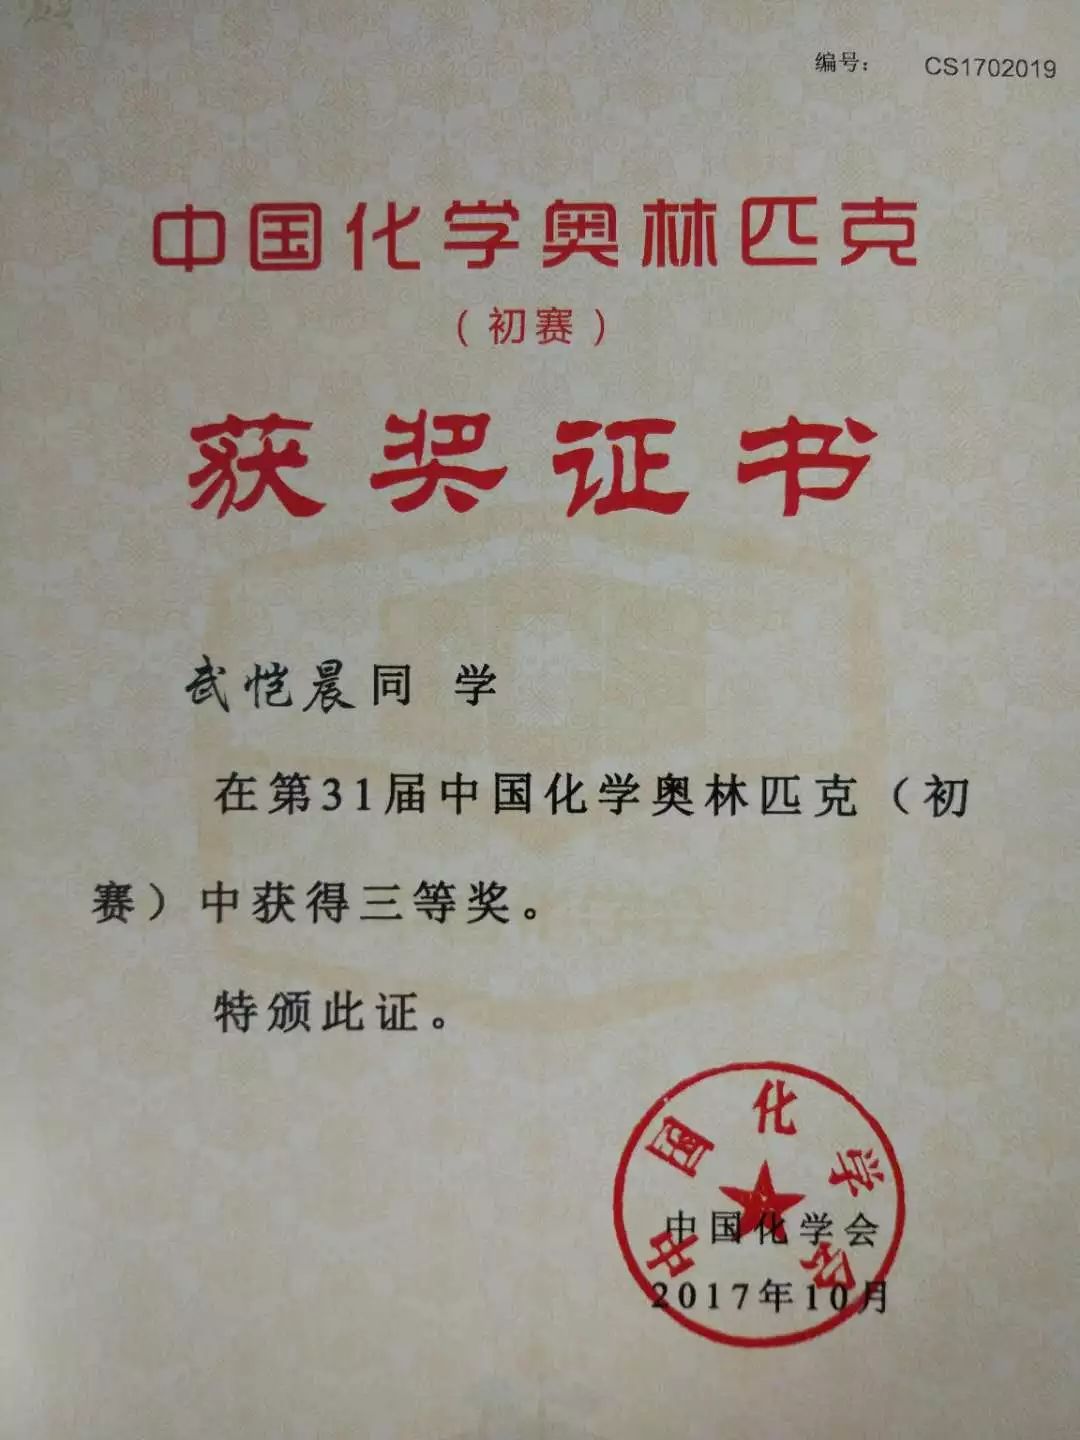 编号： CS1702019
中国化学奥林匹克
（初赛）
获奖证书
武恺晨同 学
在第31届中国化学奥林匹克（初
赛）中获得三等奖。
特颁此证。
中国化学会
中国化学会
2017年10月